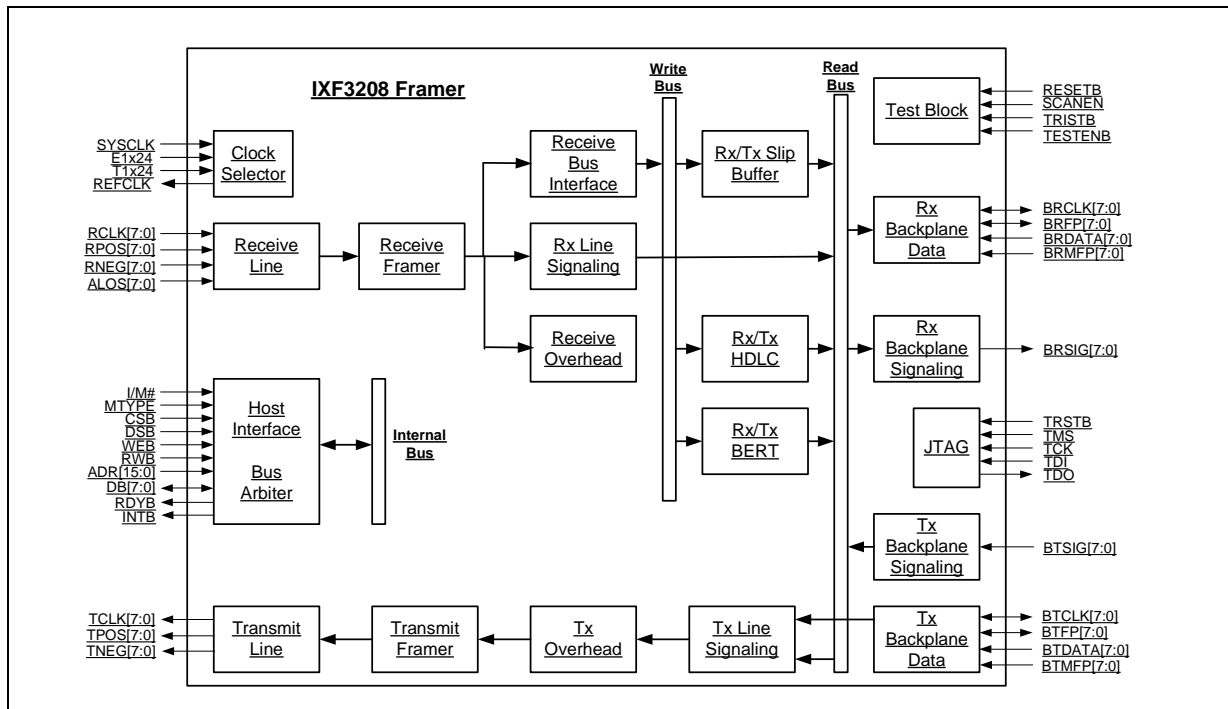 IXF3208 Framer
Write
Bus
Read
Bus
SYSCLK
E1x24
T1x24
REFCLK
Clock
Selector
Receive
Bus
Interface
Rx/Tx Slip
Buffer
Test Block
RESETB
SCANEN
TRISTB
TESTENB
RCLK[7:0]
RPOS[7:0]
RNEG[7:0]
ALOS[7:0]
Receive
Line
Receive
Framer
Rx Line
Signaling
Rx
Backplane
Data
BRCLK[7:0]
BRFP[7:0]
BRDATA[7:0]
BRMFP[7:0]
Receive
Overhead
Rx/Tx
HDLC
Rx
Backplane
Signaling
BRSIG[7:0]
I/M#
MTYPE
CSB
DSB
WEB
RWB
ADR[15:0]
DB[7:0]
RDYB
INTB
Host
Interface
Bus
Arbiter
Internal
Bus
Rx/Tx
BERT
JTAG
TRSTB
TMS
TCK
TDI
TDO
Tx
Backplane
Signaling
BTSIG[7:0]
TCLK[7:0]
TPOS[7:0]
TNEG[7:0]
Transmit
Line
Transmit
Framer
Tx
Overhead
Tx Line
Signaling
Tx
Backplane
Data
BTCLK[7:0]
BTFP[7:0]
BTDATA[7:0]
BTMFP[7:0]